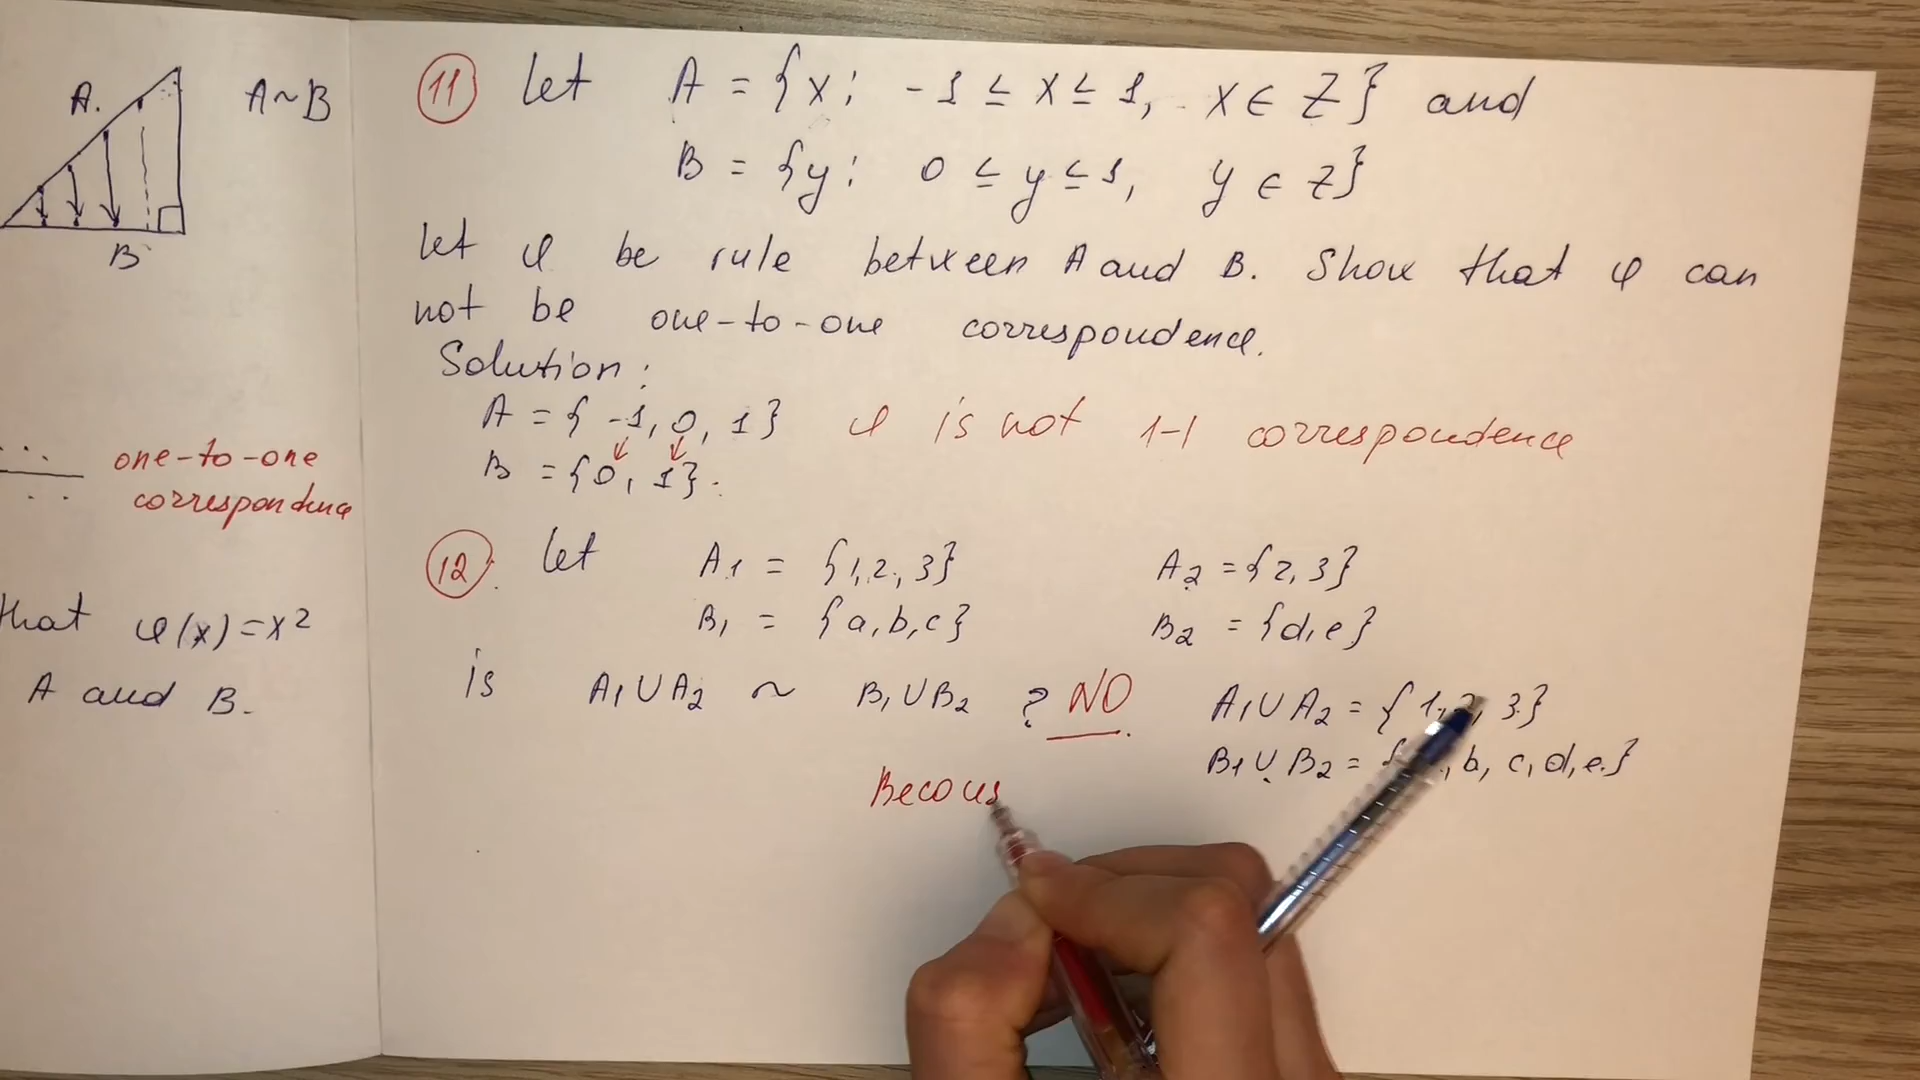 A.
A ~ B
B
one-to-one
correspondence
that φ(x) = x²
A and B.
11 Let A = {x: -1 ≤ x ≤ 1, x ∈ Z} and
B = {y: 0 ≤ y ≤ 1, y ∈ Z}
Let φ be rule between A and B. Show that φ can
not be one-to-one correspondence.
Solution:
A = {-1, 0, 1} φ is not 1-1 correspondence
B = {0, 1}.
12. Let A₁ = {1, 2, 3} A₂ = {2, 3}
B₁ = {a, b, c} B₂ = {d, e}
is A₁ ∪ A₂ ~ B₁ ∪ B₂ ? NO. A₁ ∪ A₂ = {1, 2, 3}
B₁ ∪ B₂ = { , b, c, d, e}
Becous